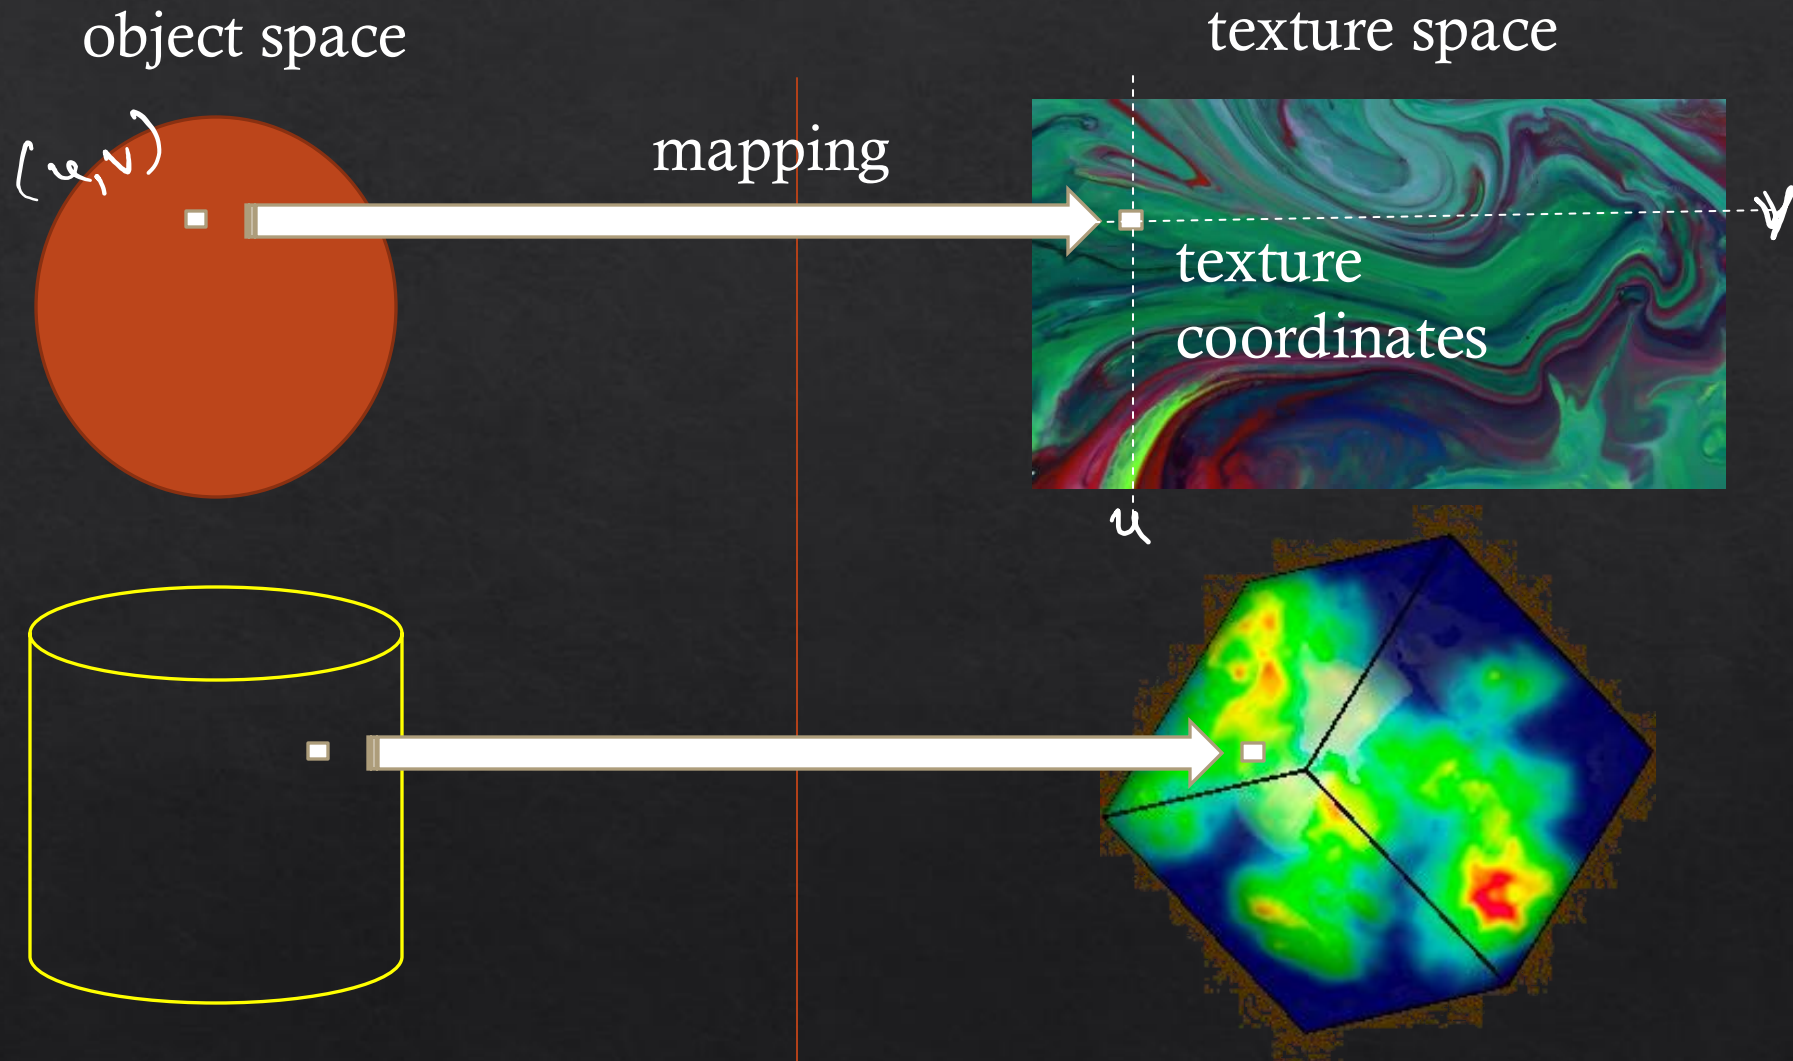 object space
texture space
(u,v)
mapping
v
texture
coordinates
u